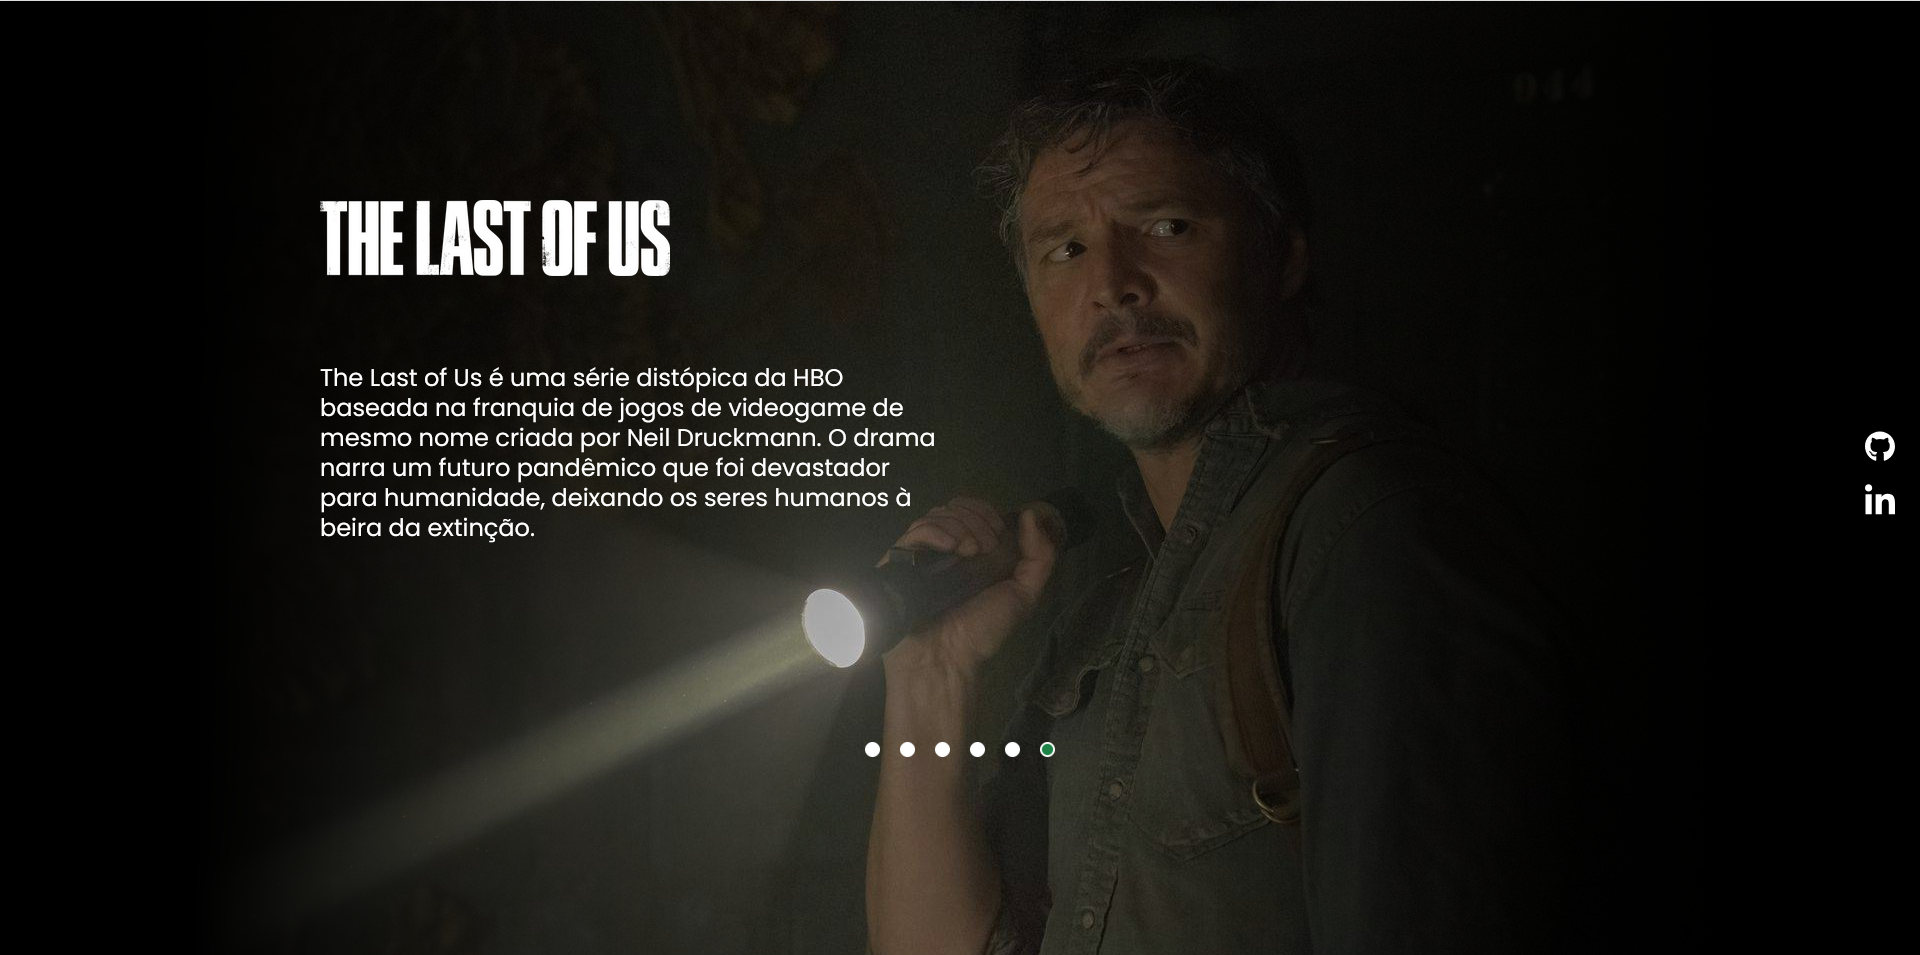 THE LAST OF US
The Last of Us é uma série distópica da HBO
baseada na franquia de jogos de videogame de
mesmo nome criada por Neil Druckmann. O drama
narra um futuro pandêmico que foi devastador
para humanidade, deixando os seres humanos à
beira da extinção.
044
in